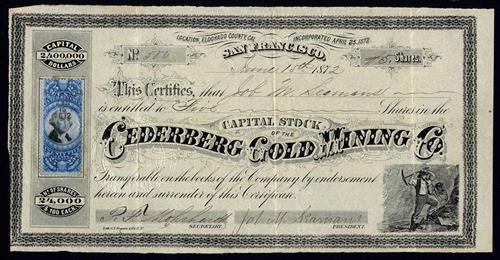 CAPITAL
2,400,000
DOLLARS
LOCATION, ELDORADO COUNTY CAL.
INCORPORATED APRIL 25, 1872
SAN FRANCISCO,
No.
5 Shares
June 15th 1872
This Certifies, that Job M. Seamans
is entitled to Five Shares in the
CAPITAL STOCK
OF THE
CEDERBERG GOLD MINING Co.
Transferable on the books of the Company by endorsement
hereon and surrender of this Certificate.
No. OF SHARES
24,000
$100 EACH.
SECRETARY.
Job M Seamans
PRESIDENT.